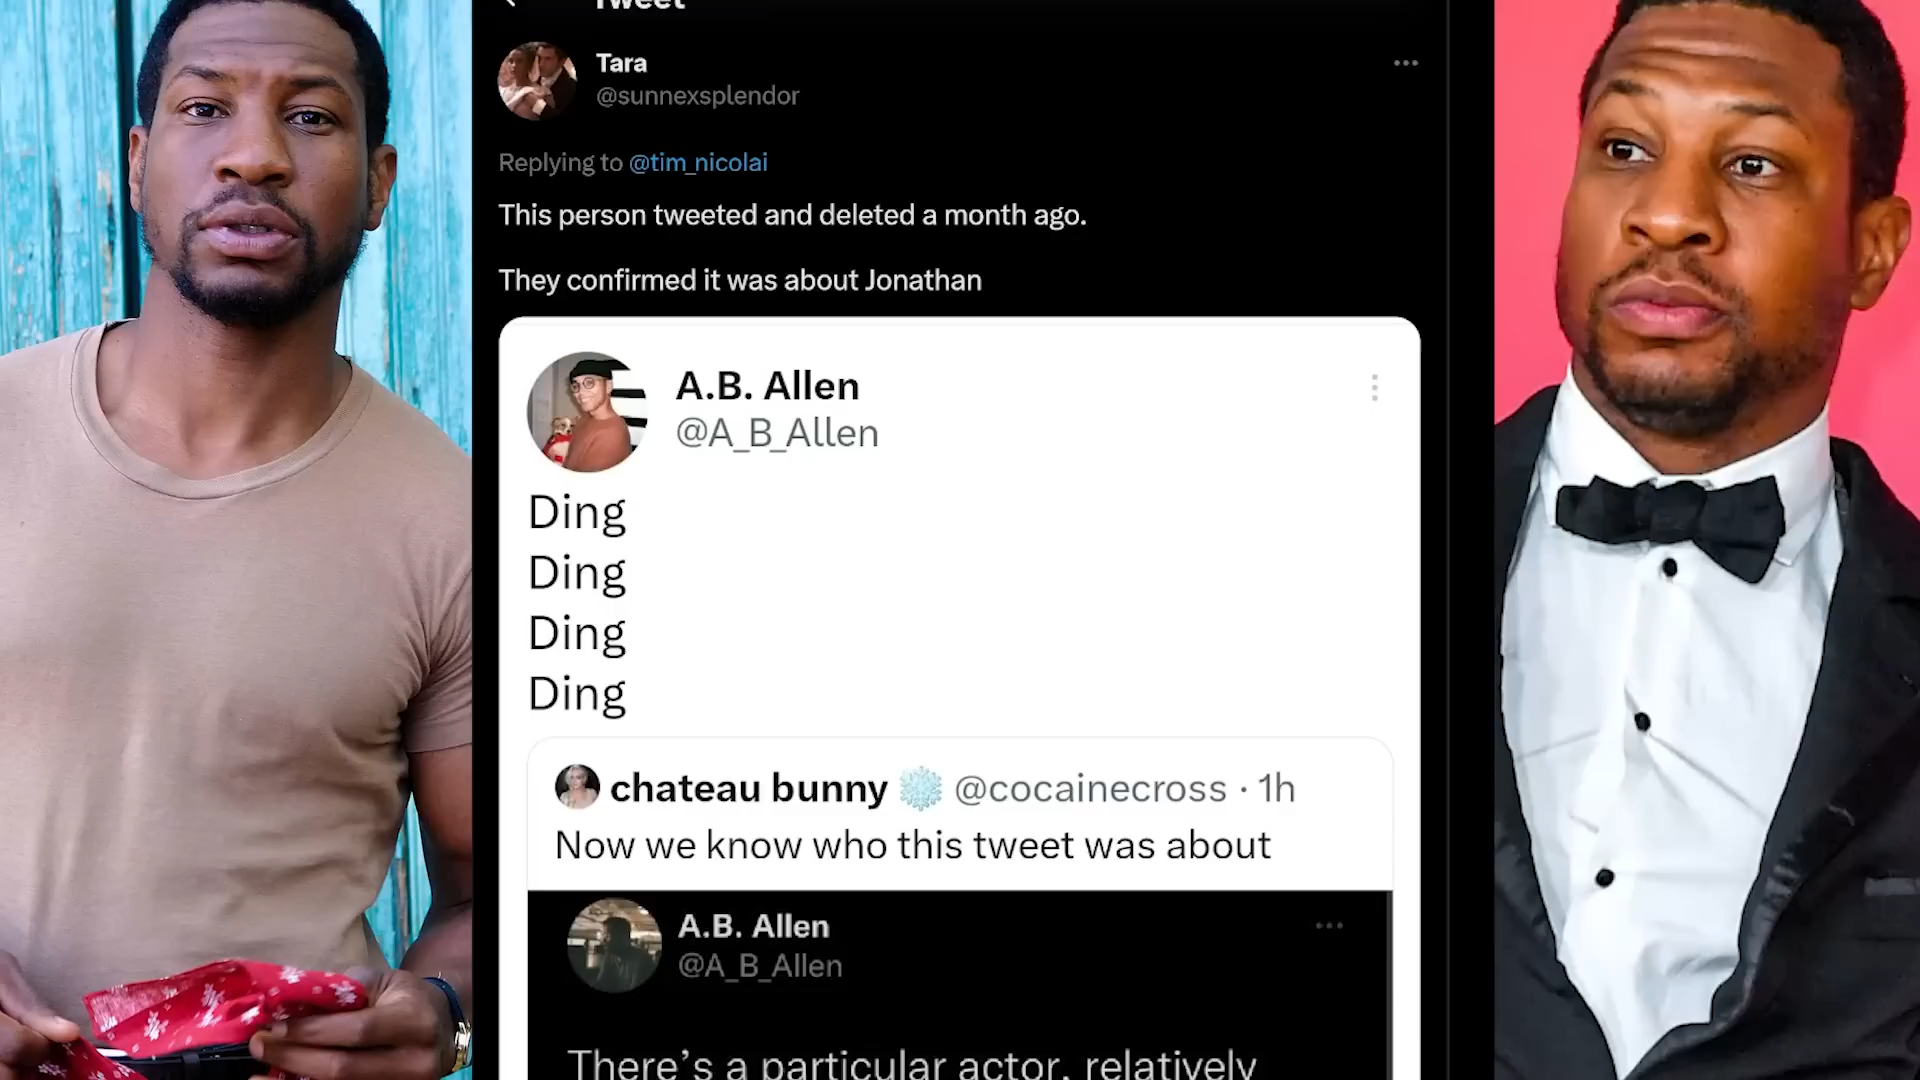 Tweet
Tara
@sunnexsplendor
Replying to @tim_nicolai
This person tweeted and deleted a month ago.
They confirmed it was about Jonathan
A.B. Allen
@A_B_Allen
Ding
Ding
Ding
Ding
chateau bunny ❄️ @cocainecross · 1h
Now we know who this tweet was about
A.B. Allen
@A_B_Allen
There's a particular actor, relatively